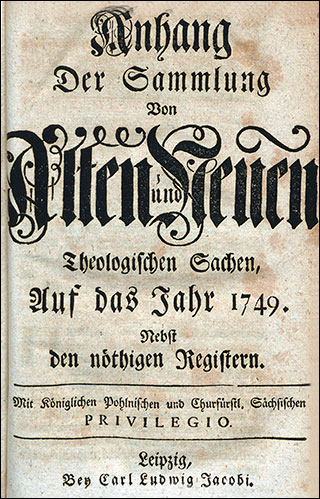 Anhang
Der Sammlung
Von
Alten und Neuen
Theologischen Sachen,
Auf das Jahr 1749.
Nebst
den nöthigen Registern.
Mit Königlichen Pohlnischen und Churfürstl. Sächsischen
PRIVILEGIO.
Leipzig,
Bey Carl Ludwig Jacobi.